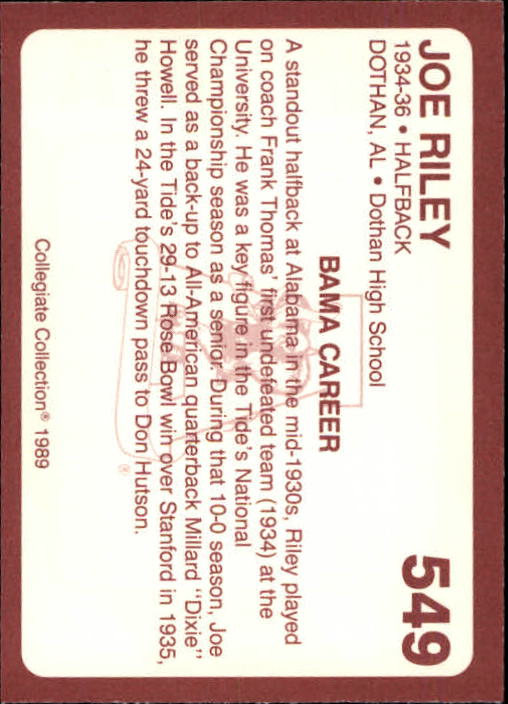 JOE RILEY 549
1934-36 • HALFBACK
DOTHAN, AL • Dothan High School
BAMA CAREER
A standout halfback at Alabama in the mid-1930s, Riley played
on coach Frank Thomas' first undefeated team (1934) at the
University. He was a key figure in the Tide's National
Championship season as a senior. During that 10-0 season, Joe
served as a back-up to All-American quarterback Millard "Dixie"
Howell. In the Tide's 29-13 Rose Bowl win over Stanford in 1935,
he threw a 24-yard touchdown pass to Don Hutson.
Collegiate Collection® 1989